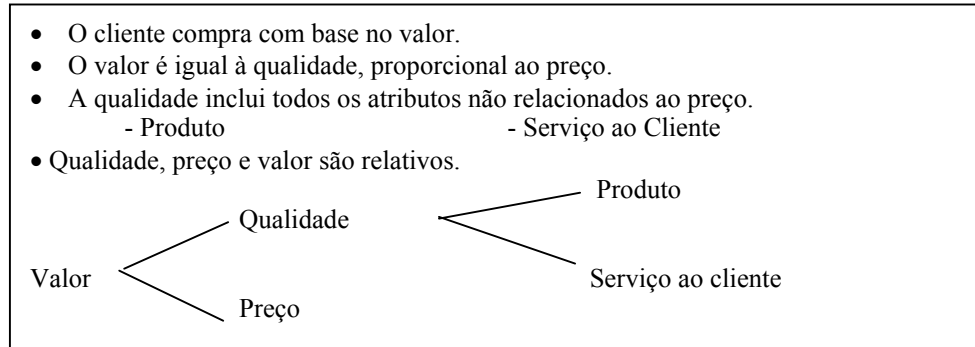 • O cliente compra com base no valor.
• O valor é igual à qualidade, proporcional ao preço.
• A qualidade inclui todos os atributos não relacionados ao preço.
- Produto - Serviço ao Cliente
• Qualidade, preço e valor são relativos.
Produto
Qualidade
Valor Serviço ao cliente
Preço